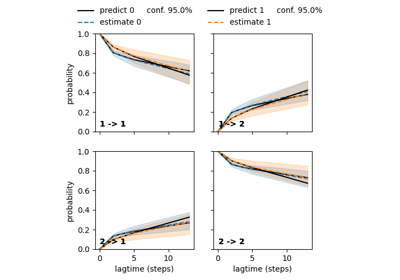 predict 0 conf. 95.0% predict 1 conf. 95.0%
estimate 0 estimate 1
probability
1.0
0.8
0.6
0.4
0.2
0.0
1 -> 1
1 -> 2
probability
1.0
0.8
0.6
0.4
0.2
0.0
2 -> 1
2 -> 2
0 5 10 0 5 10
lagtime (steps) lagtime (steps)